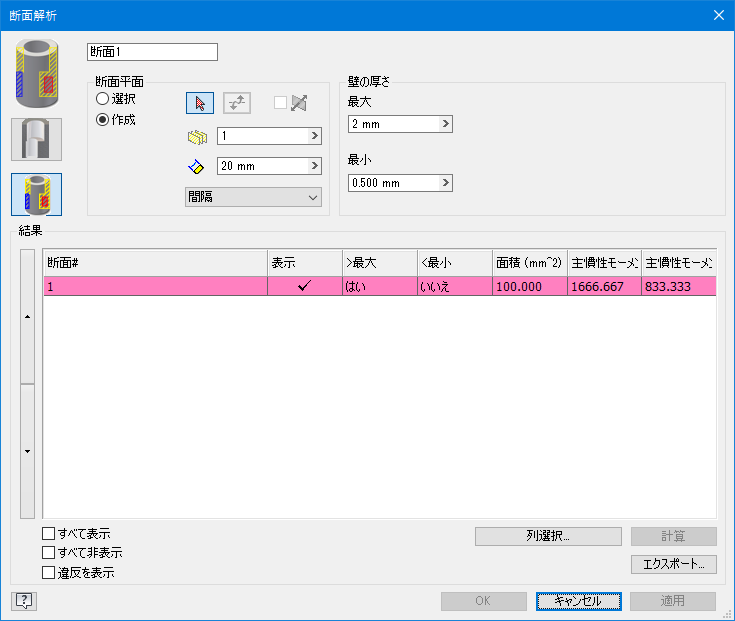 断面解析
断面1
断面平面
選択
作成
1
20 mm
間隔
壁の厚さ
最大
2 mm
最小
0.500 mm
結果
断面# 表示 >最大 <最小 面積 (mm^2) 主慣性モーメン 主慣性モーメン
1 はい いいえ 100.000 1666.667 833.333
すべて表示
すべて非表示
違反を表示
列選択...
計算
エクスポート...
OK キャンセル 適用